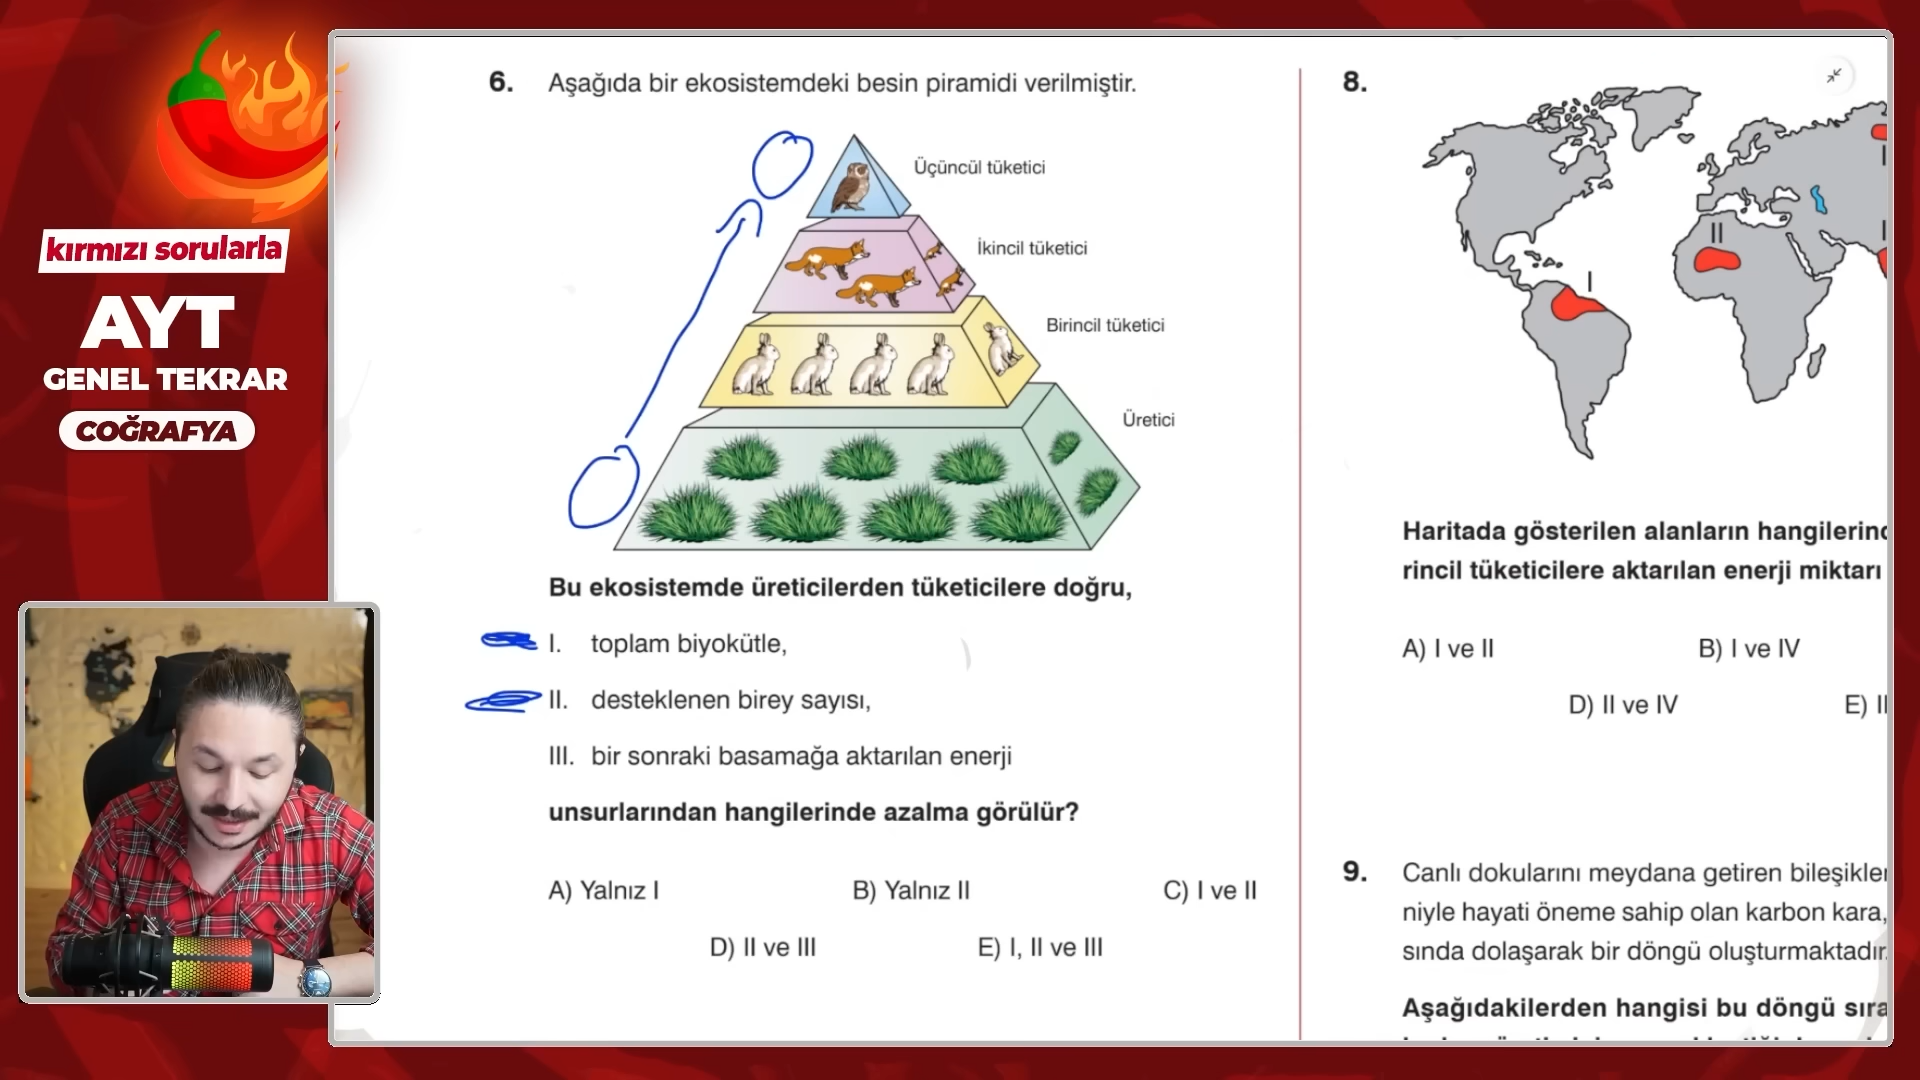 kırmızı sorularla
AYT
GENEL TEKRAR
COĞRAFYA
6. Aşağıda bir ekosistemdeki besin piramidi verilmiştir.
Üçüncül tüketici
İkincil tüketici
Birincil tüketici
Üretici
Bu ekosistemde üreticilerden tüketicilere doğru,
I. toplam biyokütle,
II. desteklenen birey sayısı,
III. bir sonraki basamağa aktarılan enerji
unsurlarından hangilerinde azalma görülür?
A) Yalnız I B) Yalnız II C) I ve II
D) II ve III E) I, II ve III
8.
I
II
Haritada gösterilen alanların
rincil tüketicilere aktarılan enerji miktarı
A) I ve II B) I ve IV
D) II ve IV E)
9. Canlı dokularını meydana getiren
niyle hayati öneme sahip olan karbon kara,
sında dolaşarak bir döngü oluşturmaktadır.
Aşağıdakilerden hangisi bu döngü